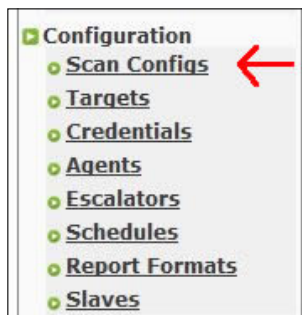 Configuration
Scan Configs
Targets
Credentials
Agents
Escalators
Schedules
Report Formats
Slaves